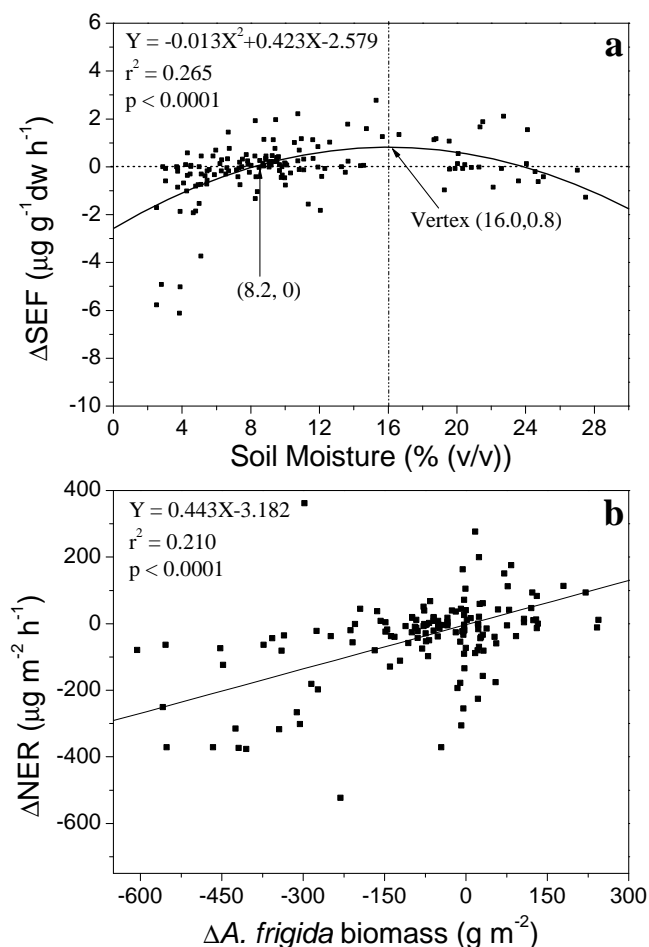 a
Y = -0.013X²+0.423X-2.579
r² = 0.265
p < 0.0001
Vertex (16.0,0.8)
(8.2, 0)
ΔSEF (μg g⁻¹dw h⁻¹)
6
4
2
0
-2
-4
-6
-8
-10
0 4 8 12 16 20 24 28
Soil Moisture (% (v/v))
b
Y = 0.443X-3.182
r² = 0.210
p < 0.0001
ΔNER (μg m⁻² h⁻¹)
400
200
0
-200
-400
-600
-600 -450 -300 -150 0 150 300
ΔA. frigida biomass (g m⁻²)